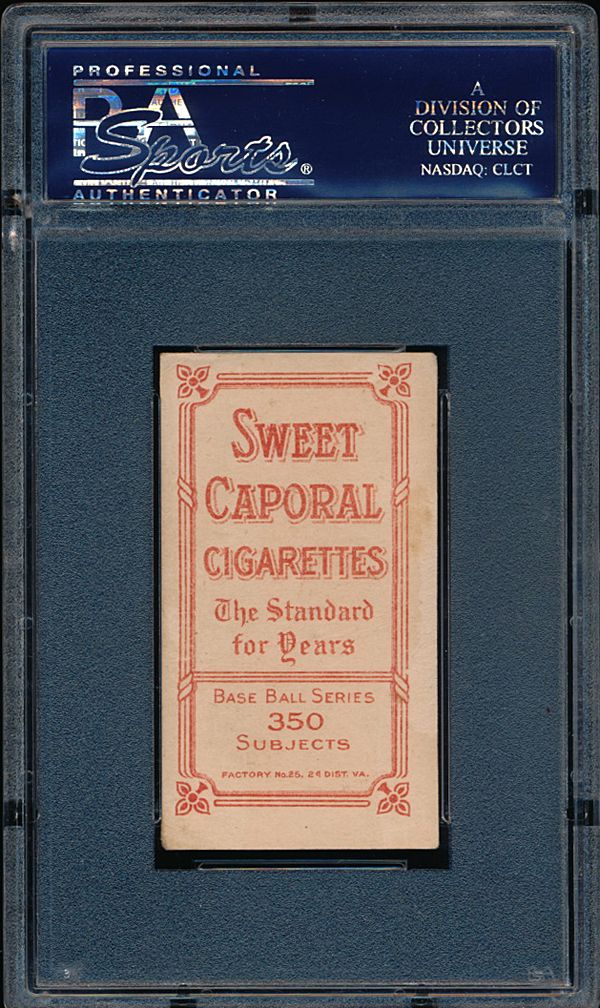 PROFESSIONAL
PSA
Sports®
AUTHENTICATOR
A
DIVISION OF
COLLECTORS
UNIVERSE
NASDAQ: CLCT
SWEET
CAPORAL
CIGARETTES
The Standard
for Years
BASE BALL SERIES
350
SUBJECTS
FACTORY No. 25, 2d DIST. VA.